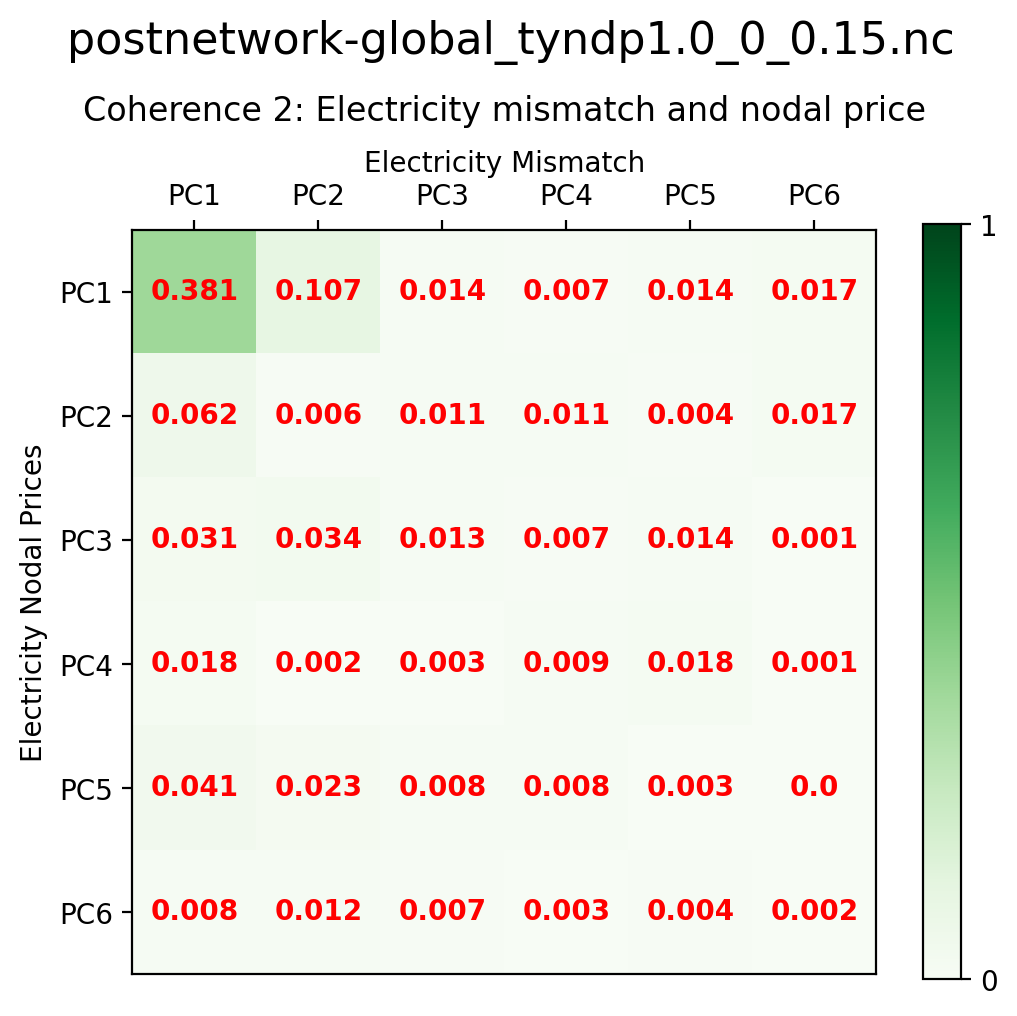 postnetwork-global_tyndp1.0_0_0.15.nc
Coherence 2: Electricity mismatch and nodal price
Electricity Mismatch
PC1 PC2 PC3 PC4 PC5 PC6
Electricity Nodal Prices
PC1 0.381 0.107 0.014 0.007 0.014 0.017
PC2 0.062 0.006 0.011 0.011 0.004 0.017
PC3 0.031 0.034 0.013 0.007 0.014 0.001
PC4 0.018 0.002 0.003 0.009 0.018 0.001
PC5 0.041 0.023 0.008 0.008 0.003 0.0
PC6 0.008 0.012 0.007 0.003 0.004 0.002
1
0